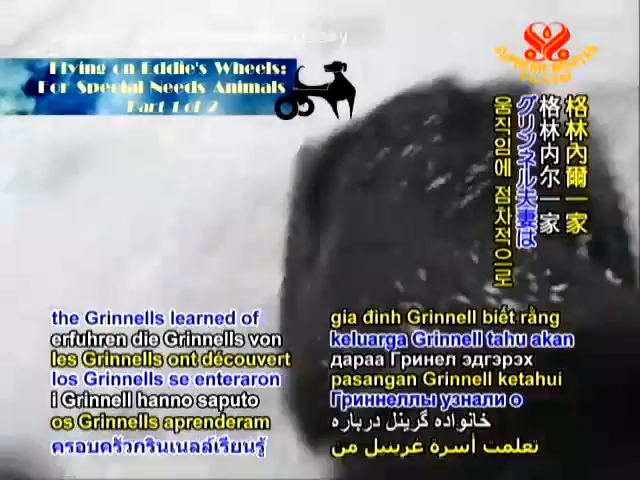 Flying on Eddie's Wheels:
For Special Needs Animals
Part 1 of 2
SUPREME MASTER
格林內爾一家
格林内尔一家
グリンネル夫妻は
움직임에 점차적으로
the Grinnells learned of
erfuhren die Grinnells von
les Grinnells ont découvert
los Grinnells se enteraron
i Grinnell hanno saputo
os Grinnells aprenderam
ครอบครัวกรินเนลล์เรียนรู้
gia đình Grinnell biết rằng
keluarga Grinnell tahu akan
дараа Гринел эдгэрэх
pasangan Grinnell ketahui
Гриннеллы узнали о
خانواده گرینل درباره
تعلمت أسرة غرينيل من